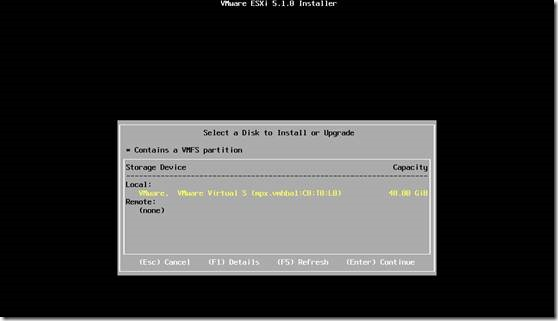 VMware ESXi 5.1.0 Installer
Select a Disk to Install or Upgrade
* Contains a VMFS partition
Storage Device Capacity
Local:
VMware, VMware Virtual S (mpx.vmhba1:C0:T0:L0) 40.00 GiB
Remote:
(none)
(Esc) Cancel (F1) Details (F5) Refresh (Enter) Continue